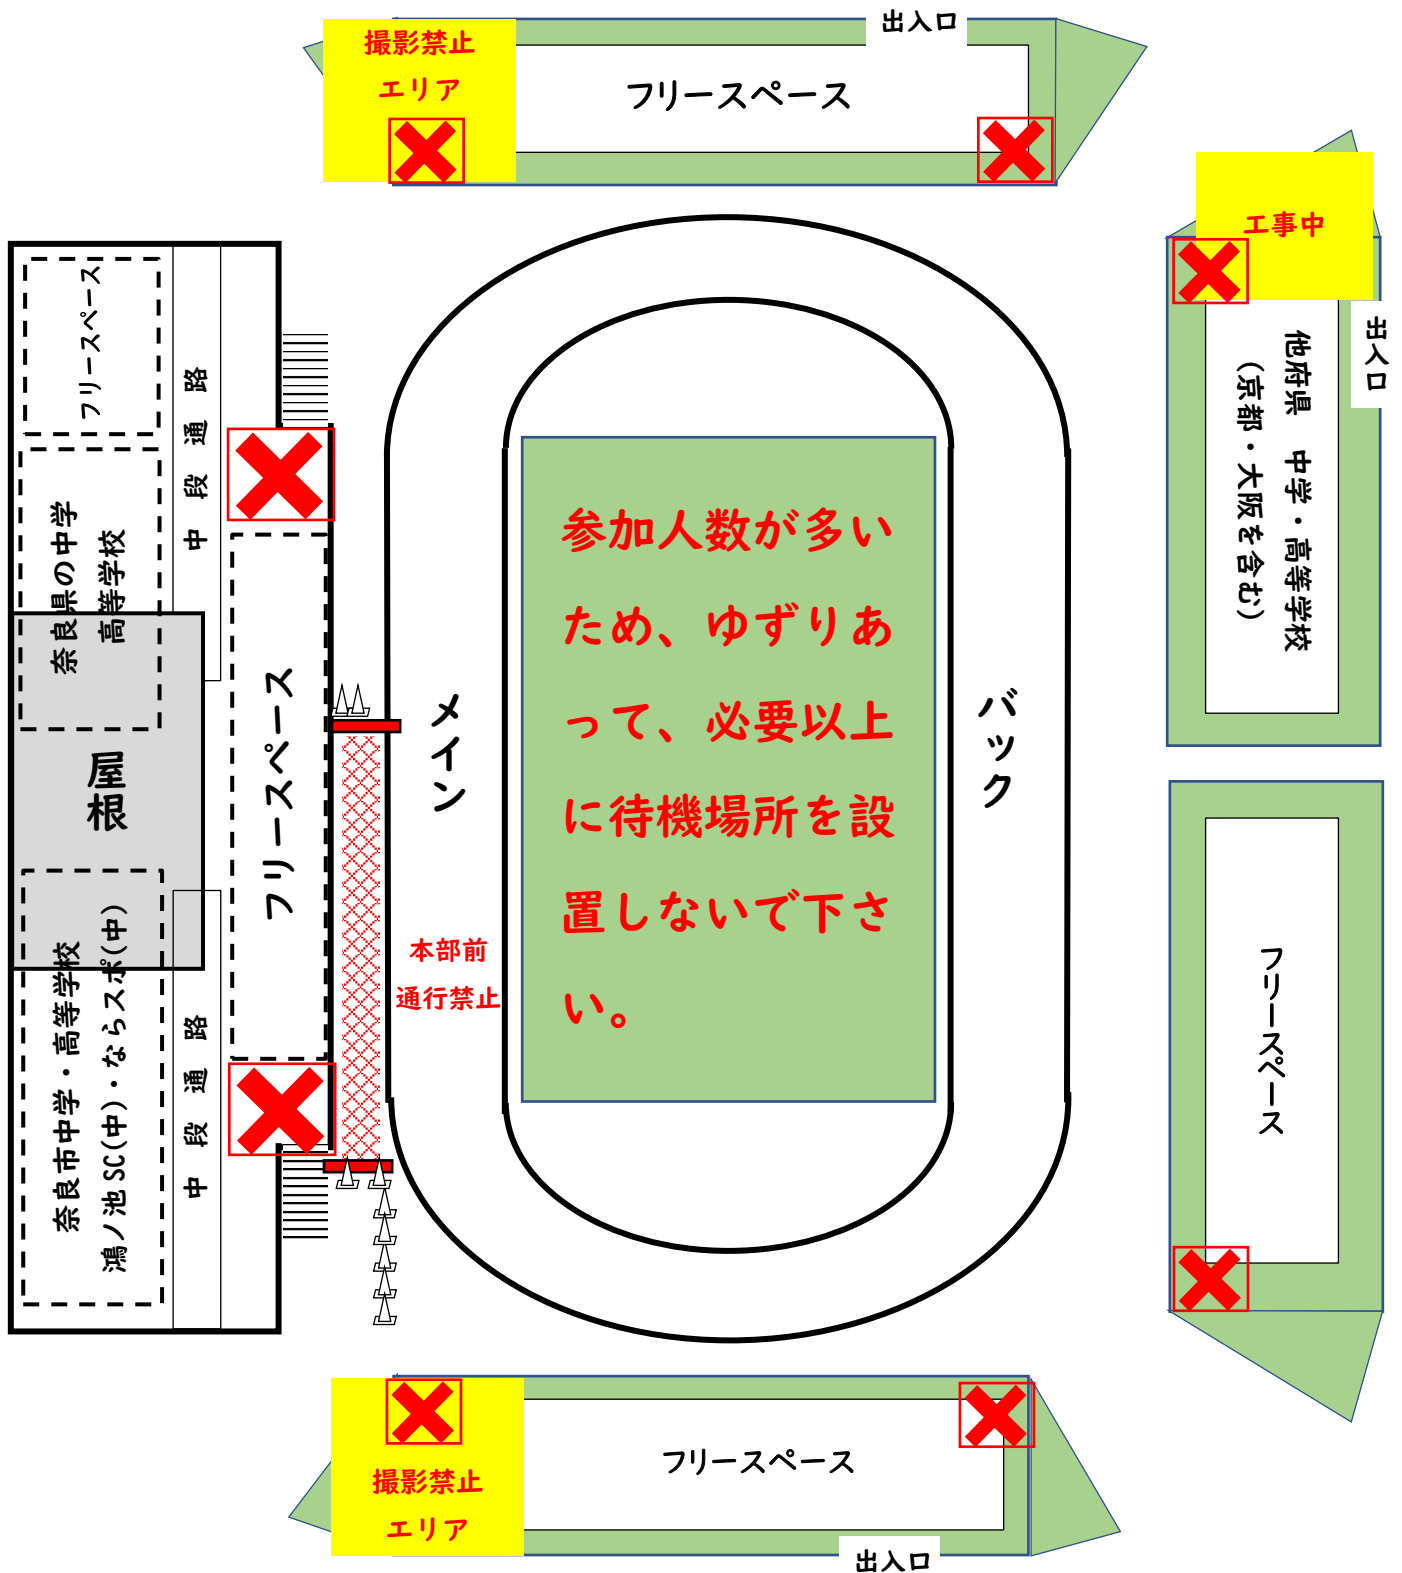 出入口
撮影禁止
エリア
フリースペース
工事中
出入口
他府県　中学・高等学校
（京都・大阪を含む）
フリースペース
中段通路
奈良県の中学
高等学校
屋根
フリースペース
メイン
バック
参加人数が多い
ため、ゆずりあ
って、必要以上
に待機場所を設
置しないで下さ
い。
本部前
通行禁止
奈良市中学・高等学校
鴻ノ池SC(中)・ならスポ(中)
中段通路
フリースペース
撮影禁止
エリア
フリースペース
出入口